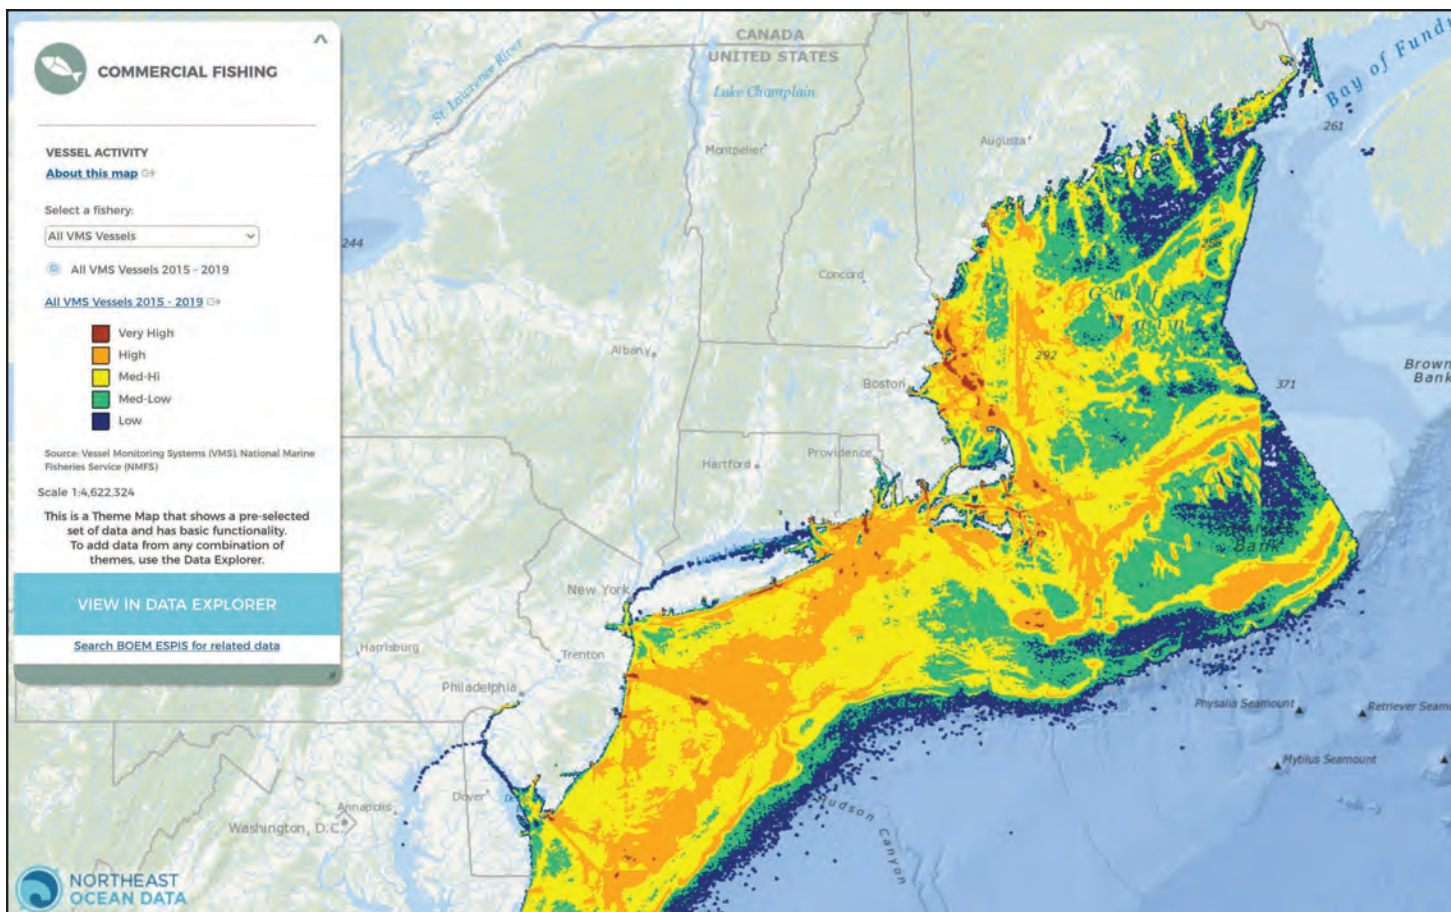 COMMERCIAL FISHING
VESSEL ACTIVITY
About this map
Select a fishery:
All VMS Vessels
All VMS Vessels 2015 - 2019
All VMS Vessels 2015 - 2019
Very High
High
Med-Hi
Med-Low
Low
Source: Vessel Monitoring Systems (VMS), National Marine
Fisheries Service (NMFS)
Scale 1:4,622,324
This is a Theme Map that shows a pre-selected
set of data and has basic functionality.
To add data from any combination of
themes, use the Data Explorer.
VIEW IN DATA EXPLORER
Search BOEM ESPIS for related data
NORTHEAST
OCEAN DATA
CANADA
UNITED STATES
St. Lawrence River
Lake Champlain
Montpelier
Augusta
Bay of Fund
261
244
Concord
292
Albany
Boston
371
Brown
Bank
Hartford
Providence
New York
Bank
Harrisburg
Trenton
Philadelphia
Physalia Seamount
Retriever Seamo
Mytilus Seamount
Dover
Annapolis
Washington, D.C.
Hudson Canyon